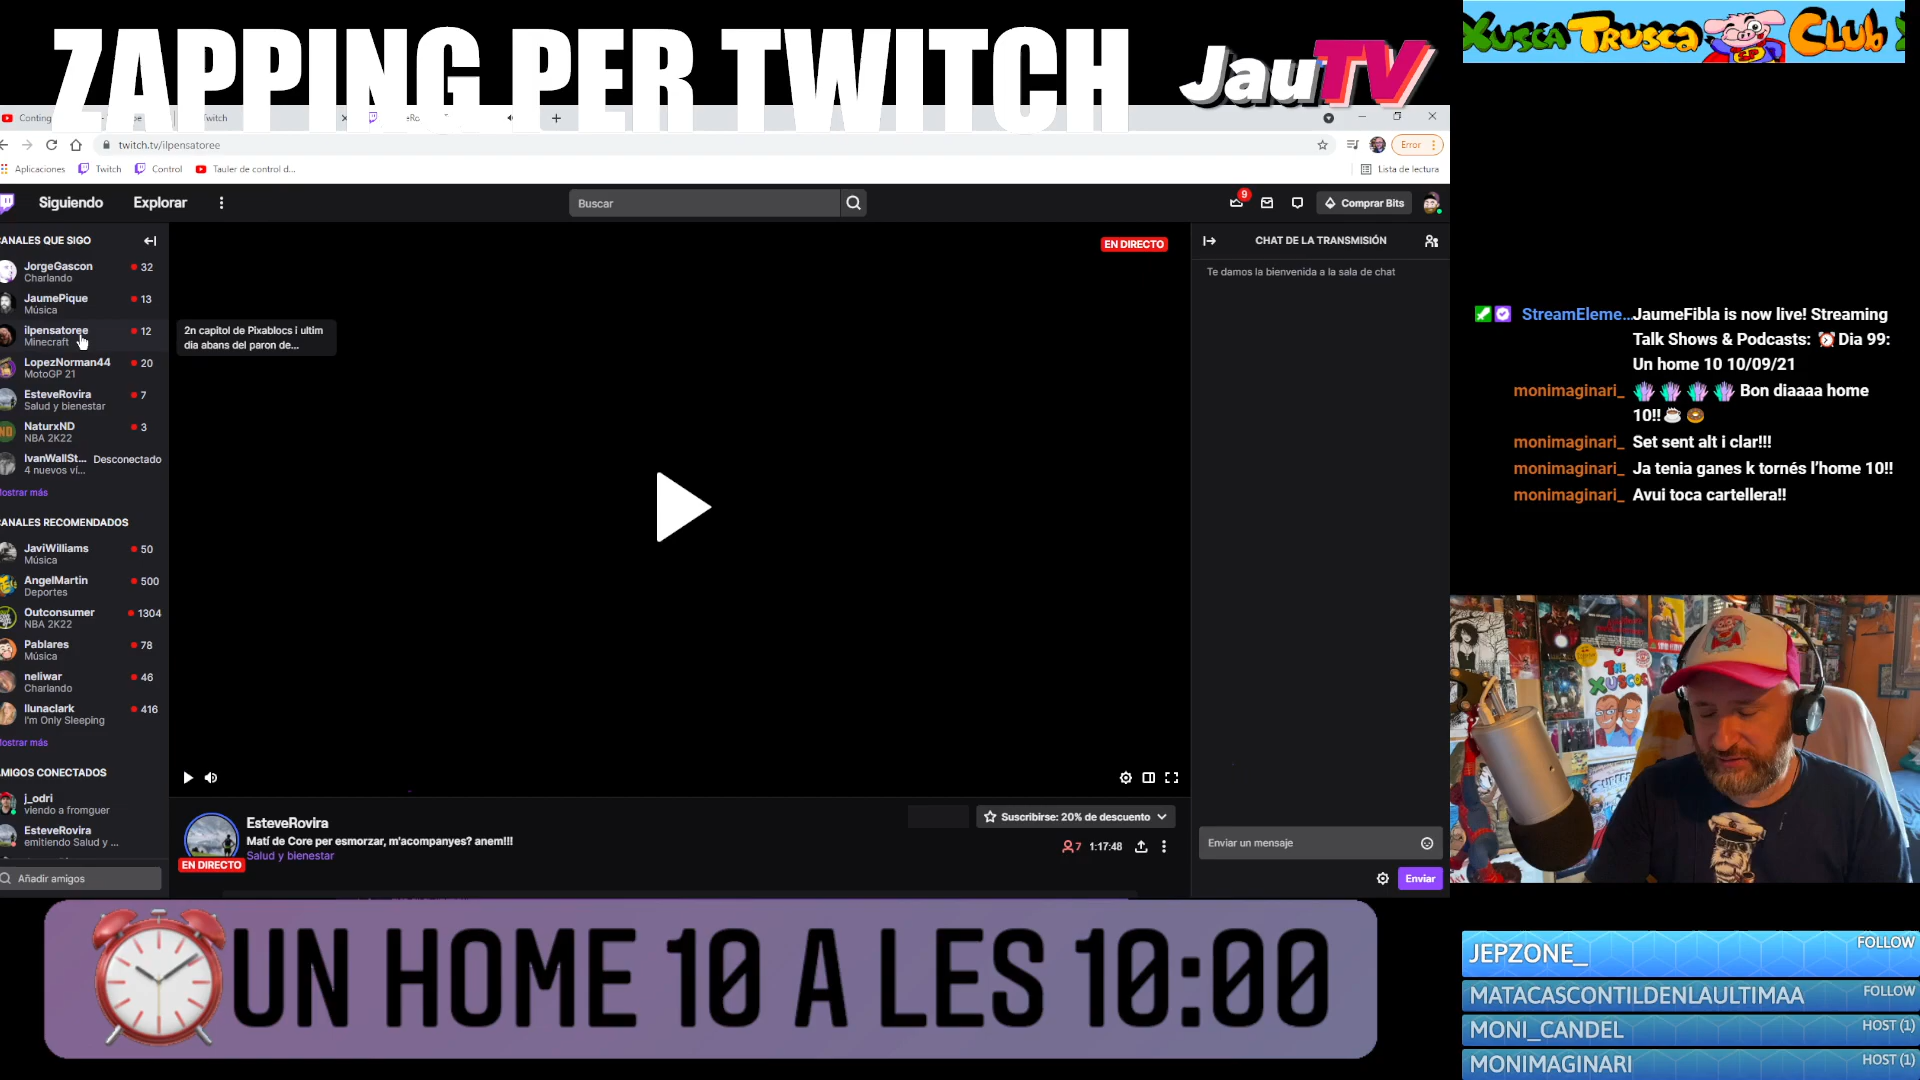 ZAPPING PER TWITCH
JauTV
XUSCA TRUSCA CLUB
Twitch
twitch.tv/ilpensatoree
Error
Aplicaciones
Twitch
Control
Tauler de control d...
Lista de lectura
Siguiendo
Explorar
Buscar
9
Comprar Bits
CANALES QUE SIGO
JorgeGascon
32
Charlando
JaumePique
13
Música
ilpensatoree
12
Minecraft
LopezNorman44
20
MotoGP 21
EsteveRovira
7
Salud y bienestar
NaturxND
3
NBA 2K22
IvanWallSt...
Desconectado
4 nuevos ví...
Mostrar más
CANALES RECOMENDADOS
JaviWilliams
50
Música
AngelMartin
500
Deportes
Outconsumer
1304
NBA 2K22
Pablares
78
Música
neliwar
46
Charlando
llunaclark
416
I'm Only Sleeping
Mostrar más
AMIGOS CONECTADOS
j_odri
viendo a fromguer
EsteveRovira
emitiendo Salud y ...
Añadir amigos
2n capitol de Pixablocs i ultim
dia abans del paron de...
EN DIRECTO
EsteveRovira
Matí de Core per esmorzar, m'acompanyes? anem!!!
Salud y bienestar
EN DIRECTO
Suscribirse: 20% de descuento
7
1:17:48
CHAT DE LA TRANSMISIÓN
Te damos la bienvenida a la sala de chat
Enviar un mensaje
Enviar
StreamEleme... JaumeFibla is now live! Streaming
Talk Shows & Podcasts: ⏰Dia 99:
Un home 10 10/09/21
monimaginari_ Bon diaaaa home
10!!☕🍩
monimaginari_ Set sent alt i clar!!!
monimaginari_ Ja tenia ganes k tornés l'home 10!!
monimaginari_ Avui toca cartellera!!
THE XUSCOS
UN HOME 10 A LES 10:00
JEPZONE_ FOLLOW
MATACASCONTILDENLAULTIMAA FOLLOW
MONI_CANDEL HOST (1)
MONIMAGINARI HOST (1)